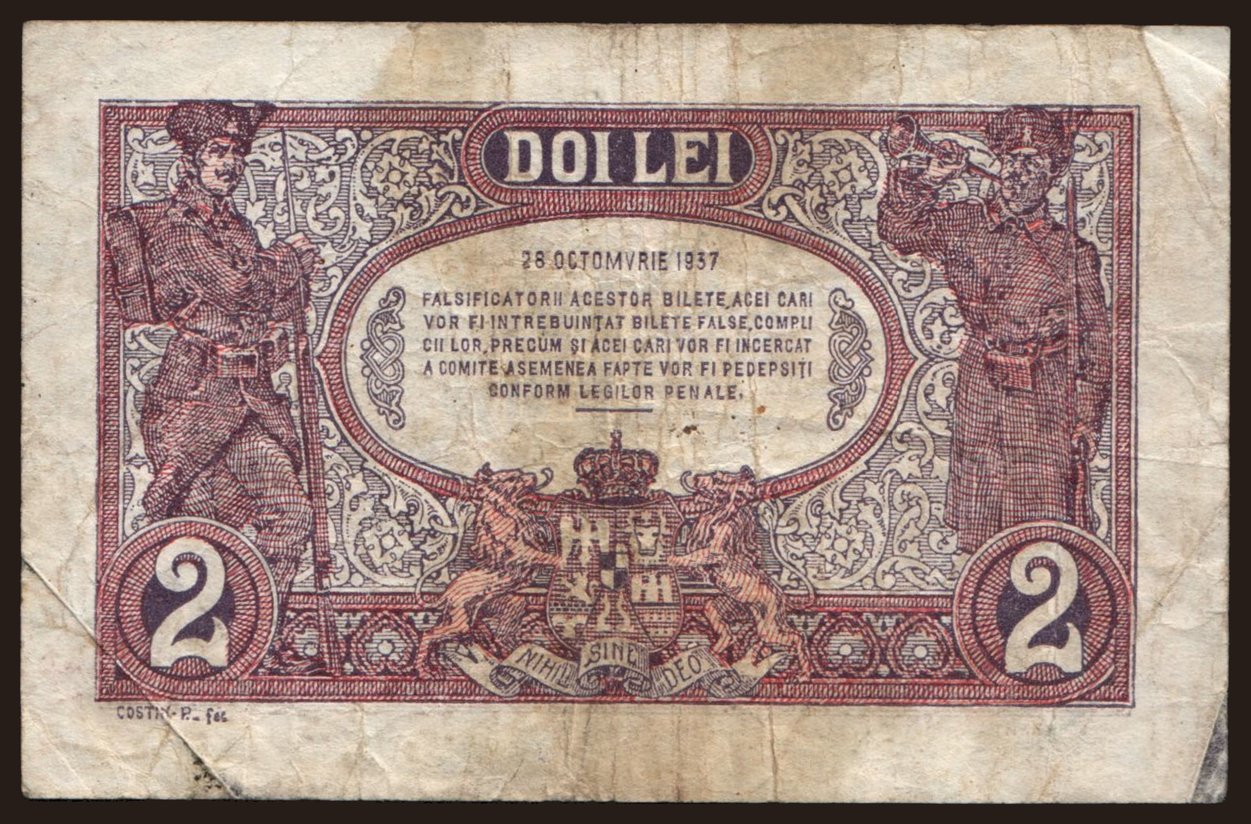 DOI LEI
28 OCTOMVRIE 1937
FALSIFICATORII ACESTOR BILETE, ACEI CARI
VOR FI INTREBUINȚAT BILETE FALSE, COMPLI
CII LOR, PRECUM ȘI ACEI CARI VOR FI INCERCAT
A COMITE ASEMENEA FAPTE VOR FI PEDEPSIȚI
CONFORM LEGILOR PENALE.
2 2
NIHIL SINE DEO
COSTIN-P.- fec